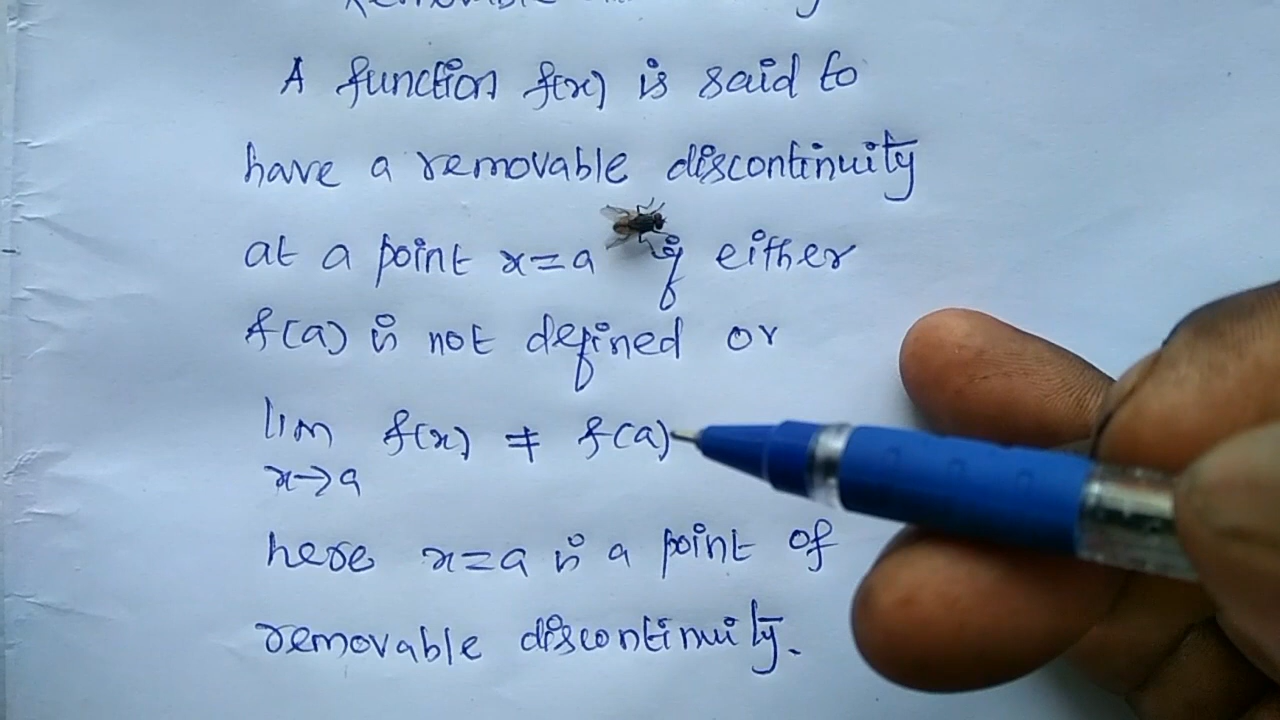 A function f(x) is said to
have a removable discontinuity
at a point x=a if either
f(a) is not defined or
lim f(x) ≠ f(a)
x→a
here x=a is a point of
removable discontinuity.